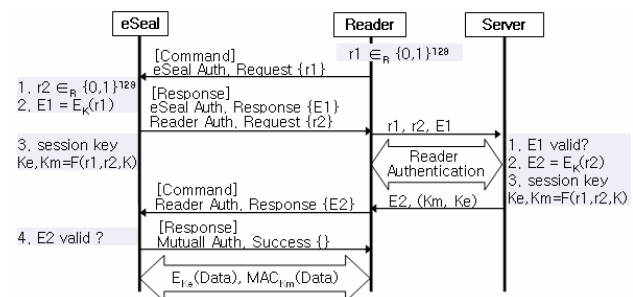 eSeal Reader Server
[Command] r1 ∈R {0,1}¹²⁹
eSeal Auth, Request {r1}
1. r2 ∈R {0,1}¹²⁹
2. E1 = EK(r1)
[Response]
eSeal Auth, Response {E1}
Reader Auth, Request {r2}
r1, r2, E1
3. session key
Ke,Km=F(r1,r2,K)
Reader
Authentication
1. E1 valid?
2. E2 = EK(r2)
3. session key
Ke,Km=F(r1,r2,K)
[Command]
Reader Auth, Response {E2}
E2, (Km, Ke)
4. E2 valid ?
[Response]
Mutuall Auth, Success {}
EKe(Data), MACKm(Data)